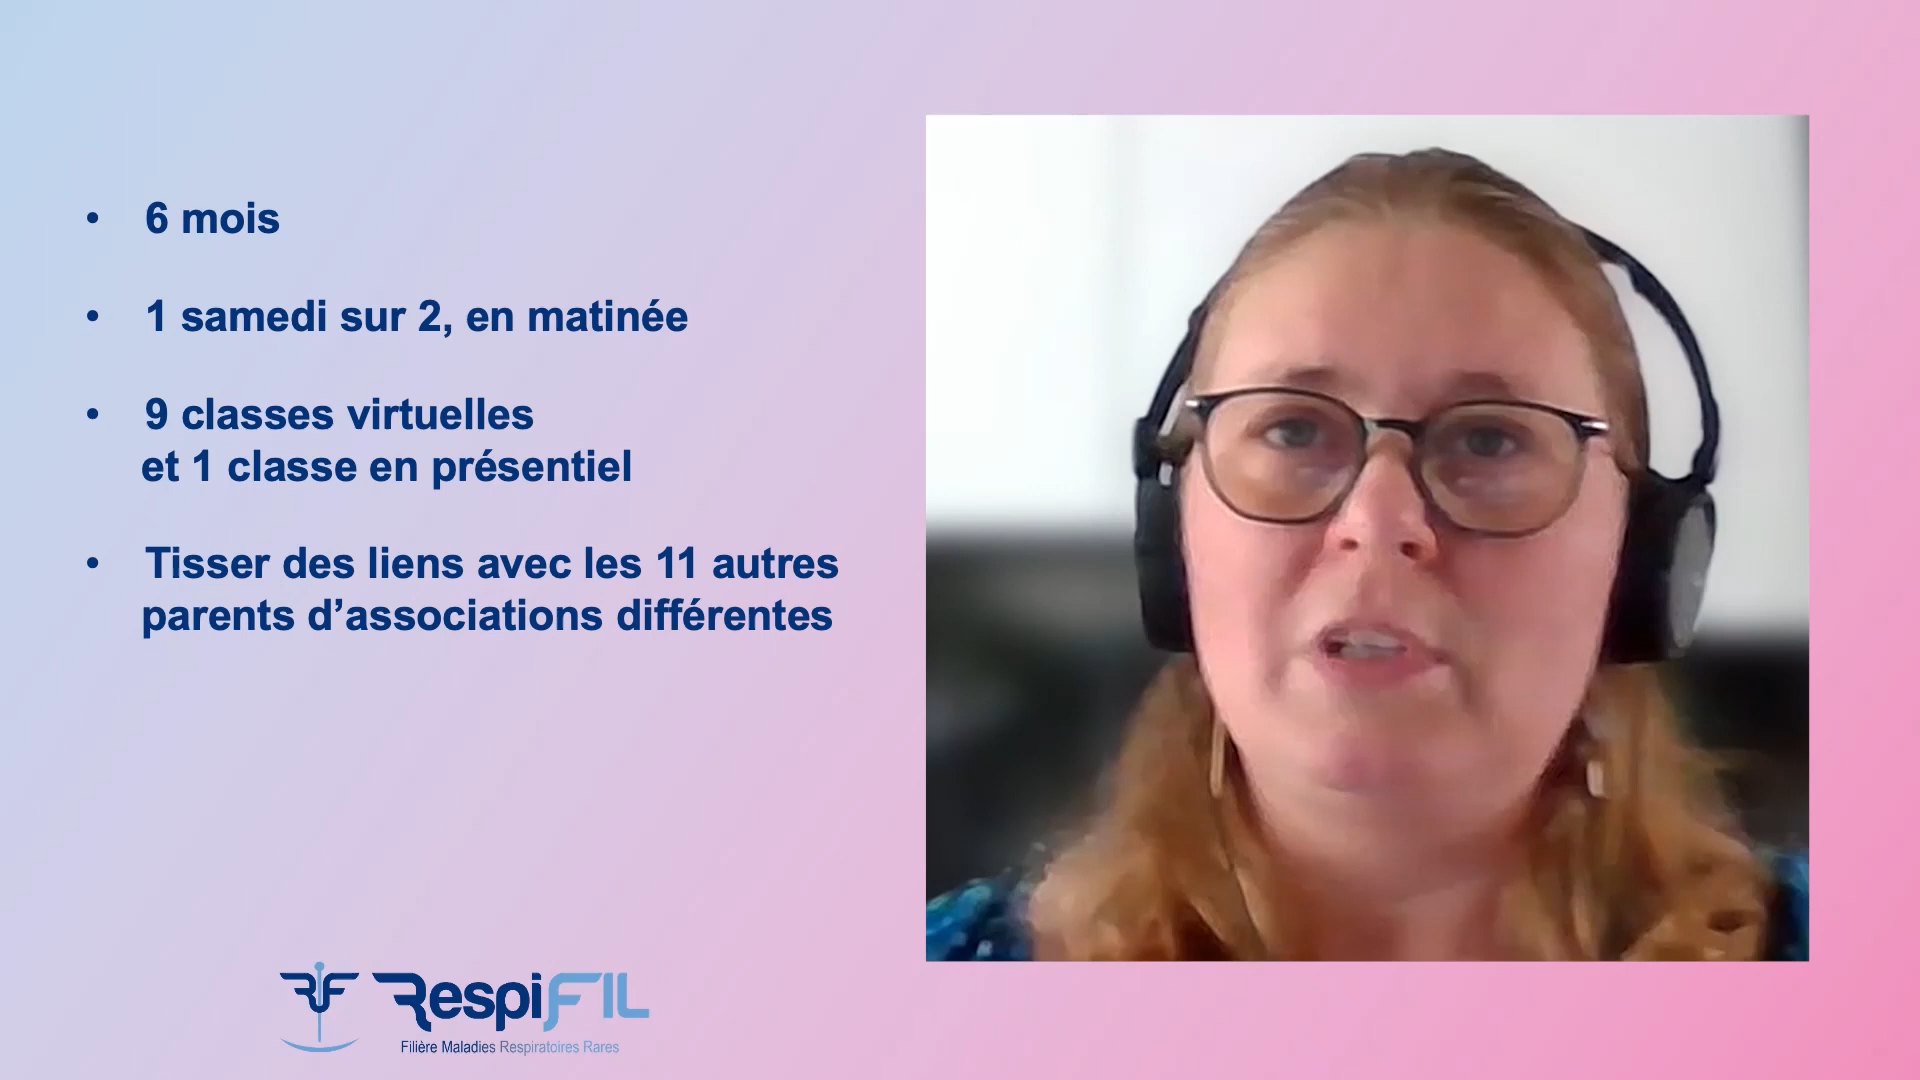 • 6 mois
• 1 samedi sur 2, en matinée
• 9 classes virtuelles
et 1 classe en présentiel
• Tisser des liens avec les 11 autres
parents d’associations différentes
RF RespiFIL
Filière Maladies Respiratoires Rares